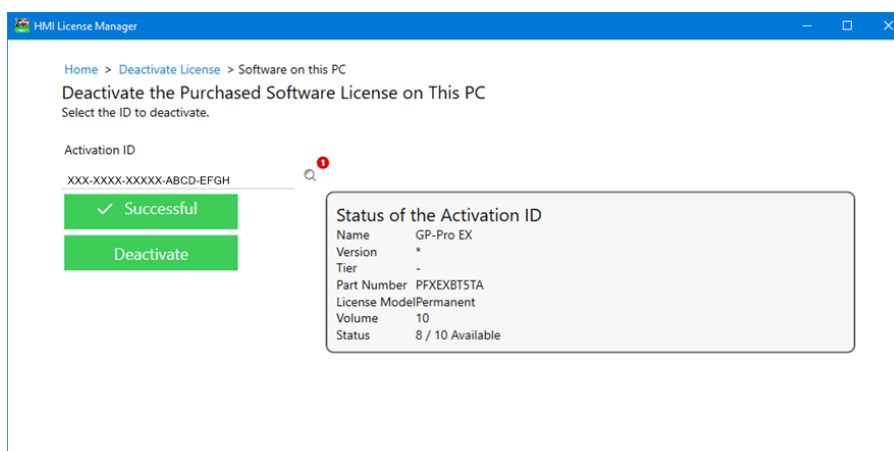 HMI License Manager
Home > Deactivate License > Software on this PC
Deactivate the Purchased Software License on This PC
Select the ID to deactivate.
Activation ID
1
XXX-XXXX-XXXXX-ABCD-EFGH
Successful
Deactivate
Status of the Activation ID
Name GP-Pro EX
Version *
Tier -
Part Number PFXEXBT5TA
License ModelPermanent
Volume 10
Status 8 / 10 Available